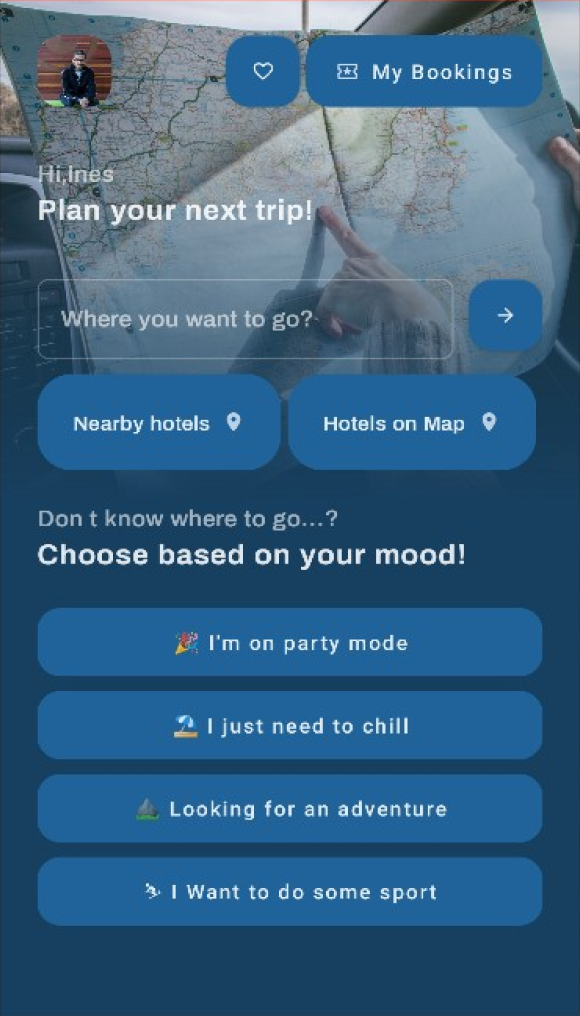 My Bookings
Hi,Ines
Plan your next trip!
Where you want to go?
Nearby hotels
Hotels on Map
Don t know where to go...?
Choose based on your mood!
🎉 I'm on party mode
🏖️ I just need to chill
⛰️ Looking for an adventure
⛷ I Want to do some sport